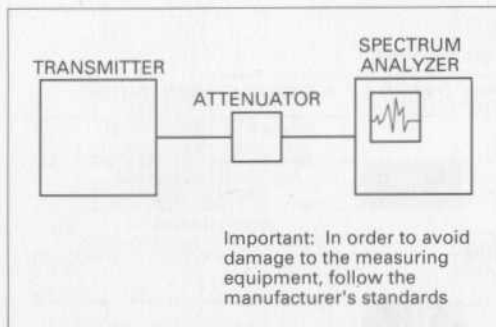 TRANSMITTER
ATTENUATOR
SPECTRUM
ANALYZER
Important: In order to avoid
damage to the measuring
equipment, follow the
manufacturer's standards